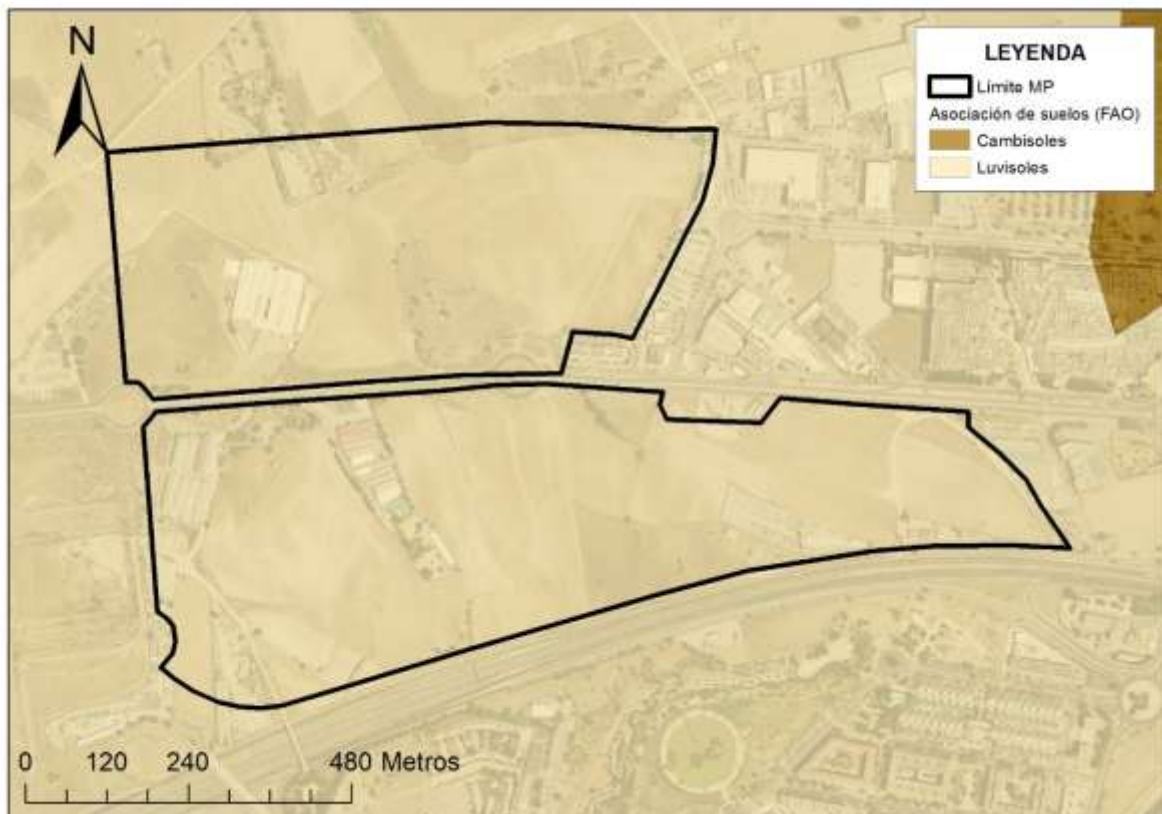 N
LEYENDA
Límite MP
Asociación de suelos (FAO)
Cambisoles
Luvisoles
0 120 240 480 Metros